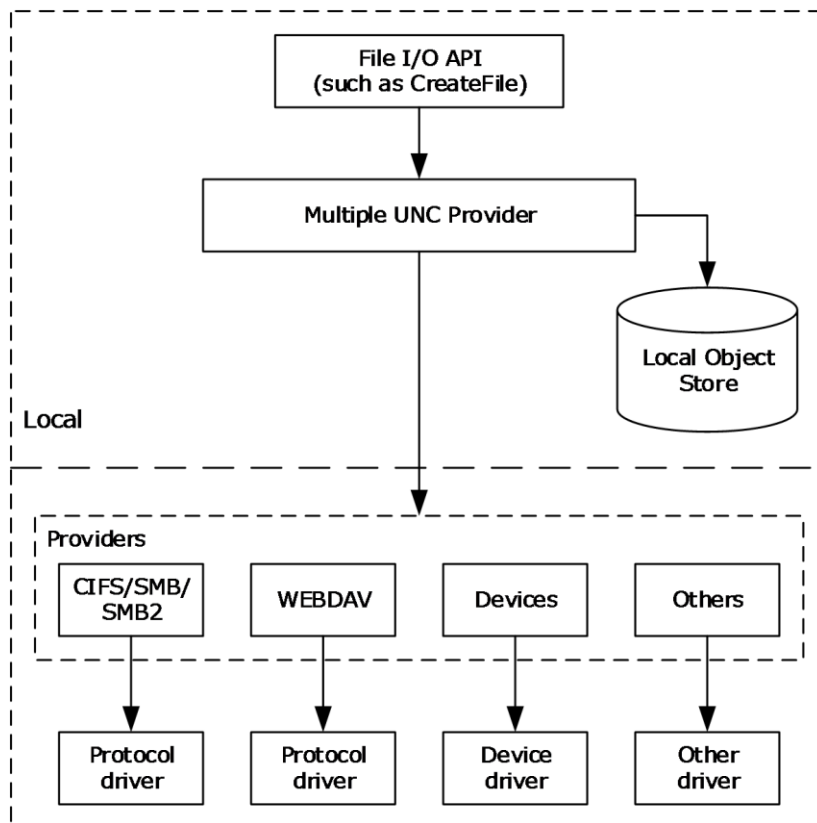 File I/O API
(such as CreateFile)
Multiple UNC Provider
Local Object
Store
Local
Providers
CIFS/SMB/
SMB2
WEBDAV
Devices
Others
Protocol
driver
Protocol
driver
Device
driver
Other
driver